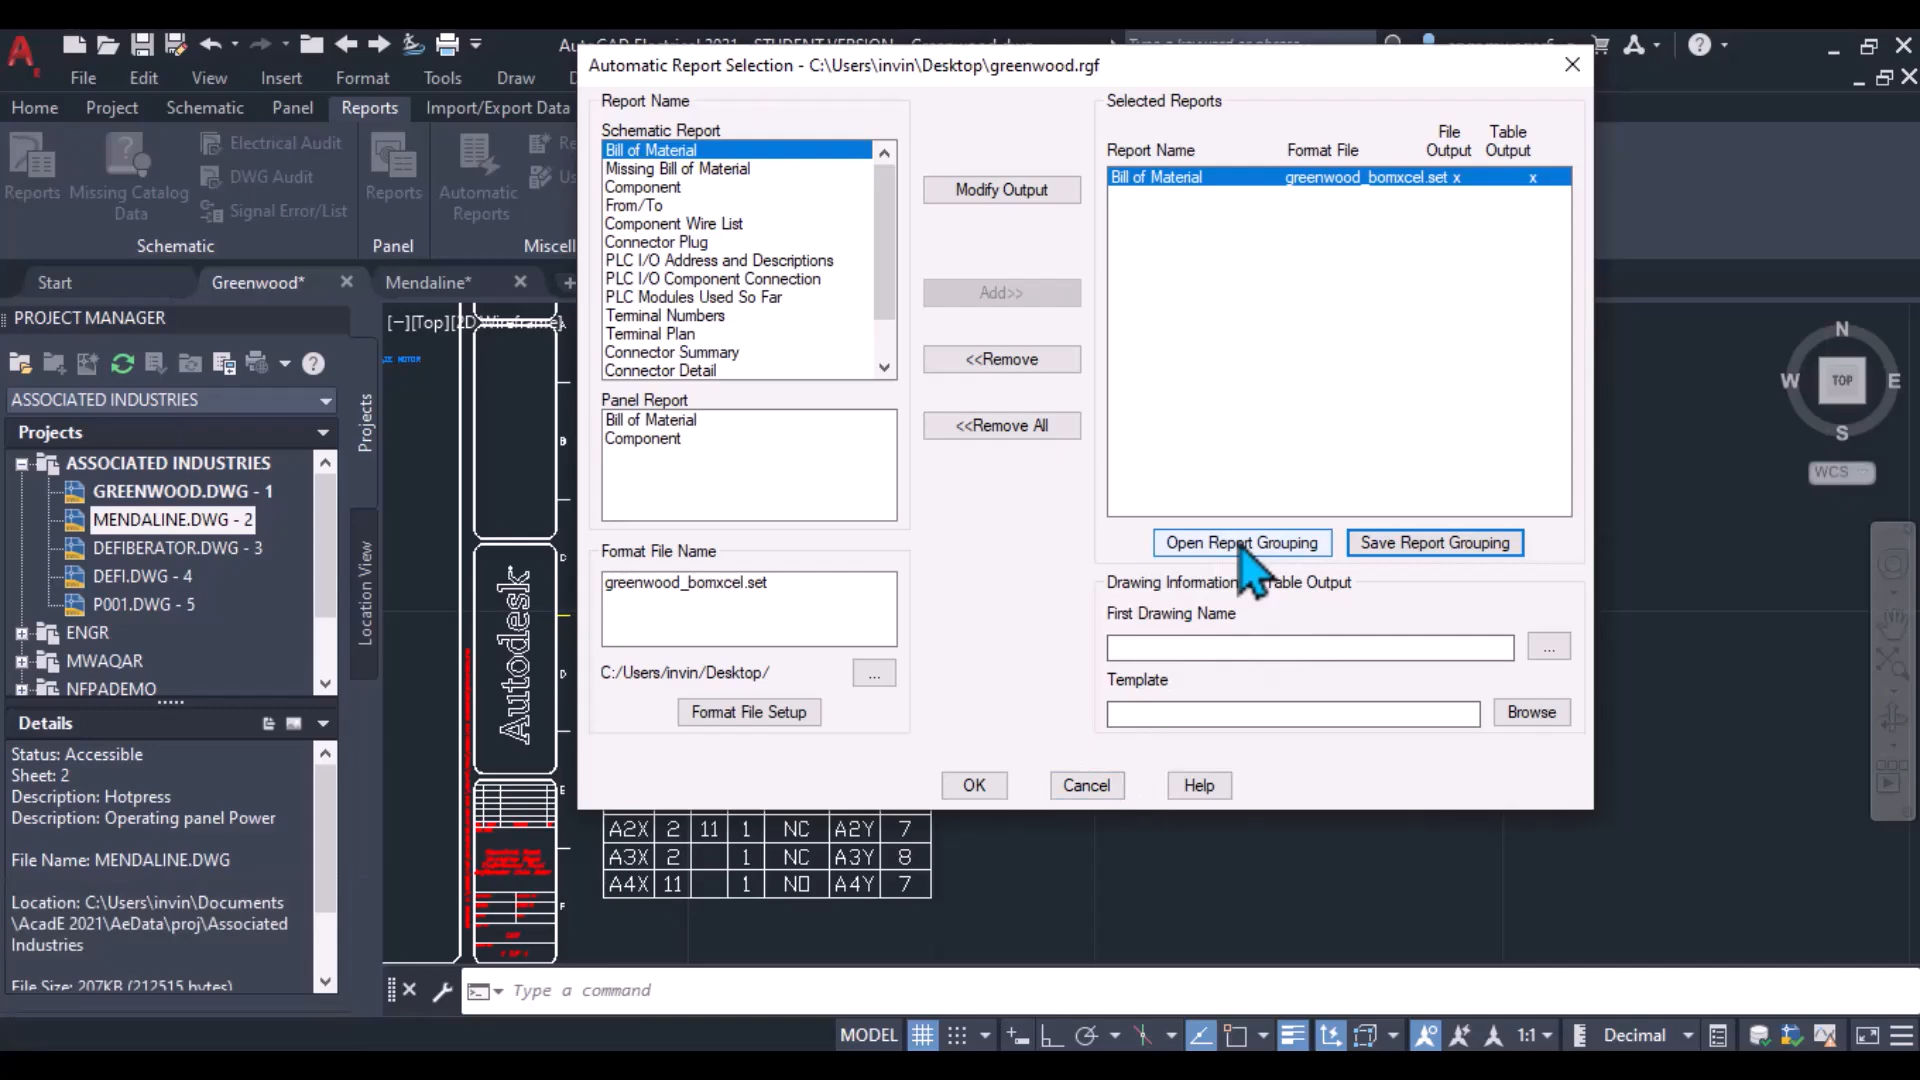 File Edit View Insert Format Tools Draw
Home Project Schematic Panel Reports Import/Export Data
Automatic Report Selection - C:\Users\invin\Desktop\greenwood.rgf
Reports
Missing Catalog
Data
Electrical Audit
DWG Audit
Signal Error/List
Reports
Automatic
Reports
Schematic Panel Miscell
Start Greenwood* Mendaline*
PROJECT MANAGER
ASSOCIATED INDUSTRIES
Projects
ASSOCIATED INDUSTRIES
GREENWOOD.DWG - 1
MENDALINE.DWG - 2
DEFIBERATOR.DWG - 3
DEFI.DWG - 4
P001.DWG - 5
ENGR
MWAQAR
NFPADEMO
Projects
Location View
Details
Status: Accessible
Sheet: 2
Description: Hotpress
Description: Operating panel Power
File Name: MENDALINE.DWG
Location: C:\Users\invin\Documents
\AcadE 2021\AeData\proj\Associated
Industries
File Size: 207KB (212515 bytes)
[−][Top][2D Wireframe]
Autodesk
B
D
D
E
F
Report Name
Schematic Report
Bill of Material
Missing Bill of Material
Component
From/To
Component Wire List
Connector Plug
PLC I/O Address and Descriptions
PLC I/O Component Connection
PLC Modules Used So Far
Terminal Numbers
Terminal Plan
Connector Summary
Connector Detail
Panel Report
Bill of Material
Component
Format File Name
greenwood_bomxcel.set
C:/Users/invin/Desktop/ ...
Format File Setup
Modify Output
Add>>
<<Remove
<<Remove All
Selected Reports
File Table
Report Name Format File Output Output
Bill of Material greenwood_bomxcel.set x x
Open Report Grouping Save Report Grouping
Drawing Information Table Output
First Drawing Name
...
Template
Browse
OK Cancel Help
A2X 2 11 1 NC A2Y 7
A3X 2 1 NC A3Y 8
A4X 11 1 NO A4Y 7
N
W TOP E
S
WCS
Type a command
MODEL 1:1 Decimal